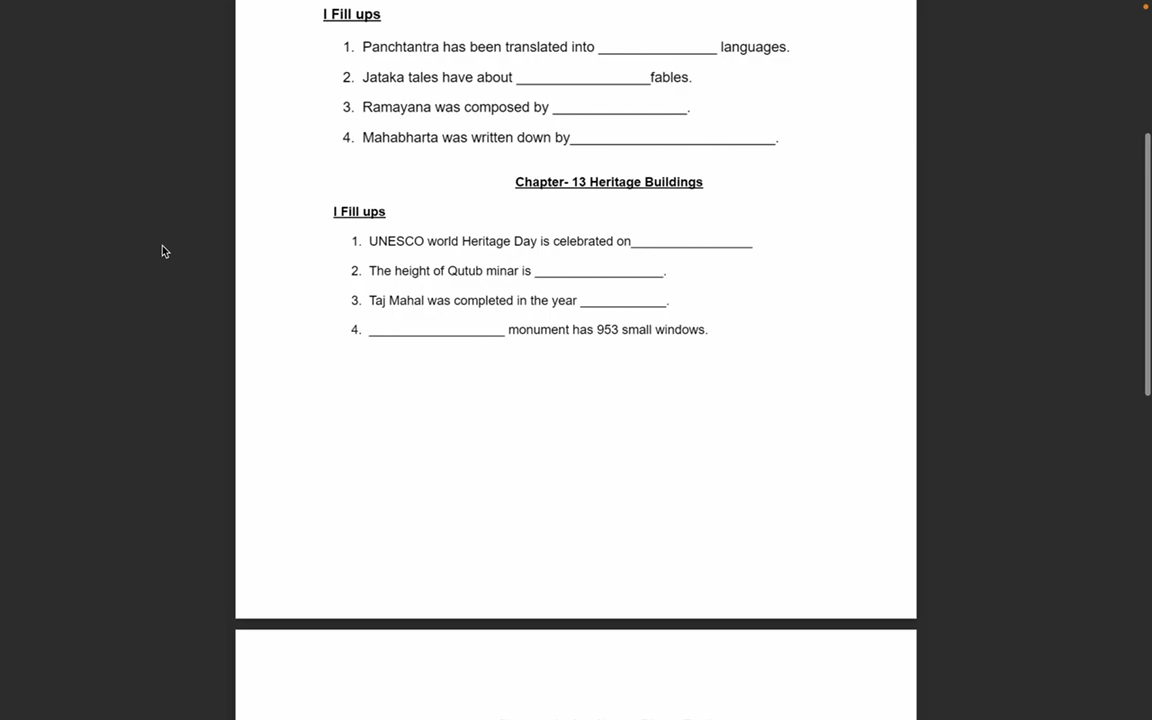 I Fill ups
1. Panchtantra has been translated into _______________ languages.
2. Jataka tales have about _________________fables.
3. Ramayana was composed by _________________.
4. Mahabharta was written down by__________________________.
Chapter- 13 Heritage Buildings
I Fill ups
1. UNESCO world Heritage Day is celebrated on_________________
2. The height of Qutub minar is __________________.
3. Taj Mahal was completed in the year ____________.
4. ___________________ monument has 953 small windows.